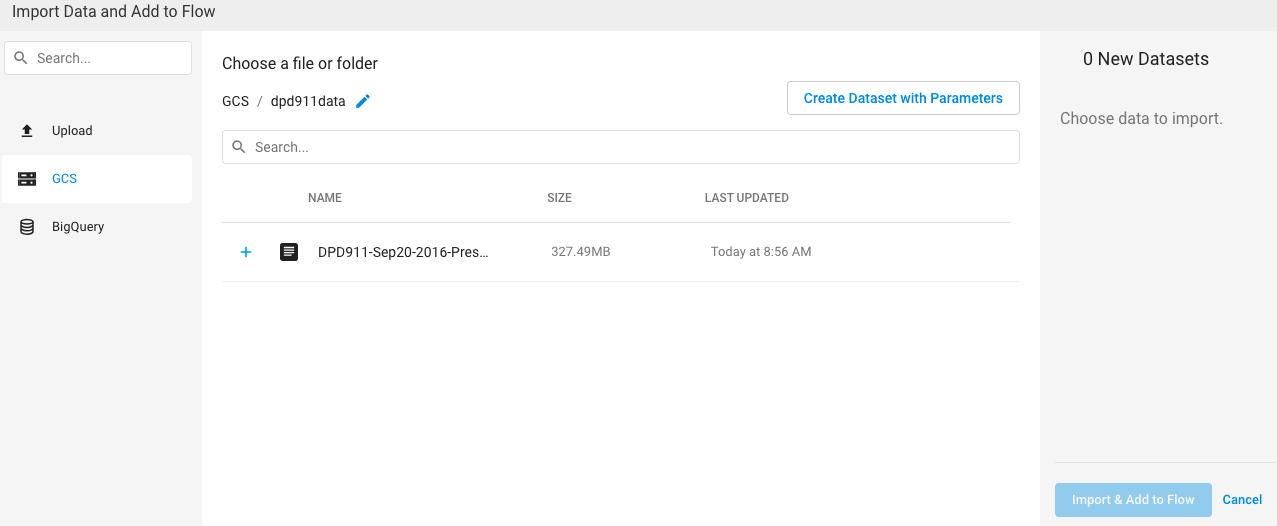 Import Data and Add to Flow
Search...
Upload
GCS
BigQuery
Choose a file or folder
GCS / dpd911data
Create Dataset with Parameters
Search...
NAME SIZE LAST UPDATED
DPD911-Sep20-2016-Pres... 327.49MB Today at 8:56 AM
0 New Datasets
Choose data to import.
Import & Add to Flow Cancel